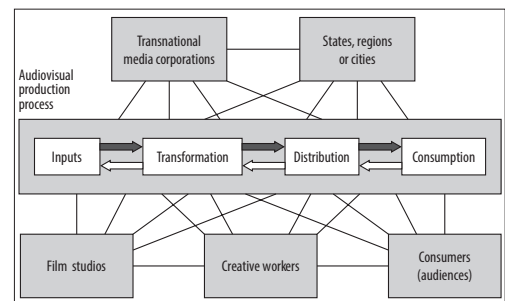 Transnational
media corporations
States, regions
or cities
Audiovisual
production
process
Inputs
Transformation
Distribution
Consumption
Film studios
Creative workers
Consumers
(audiences)